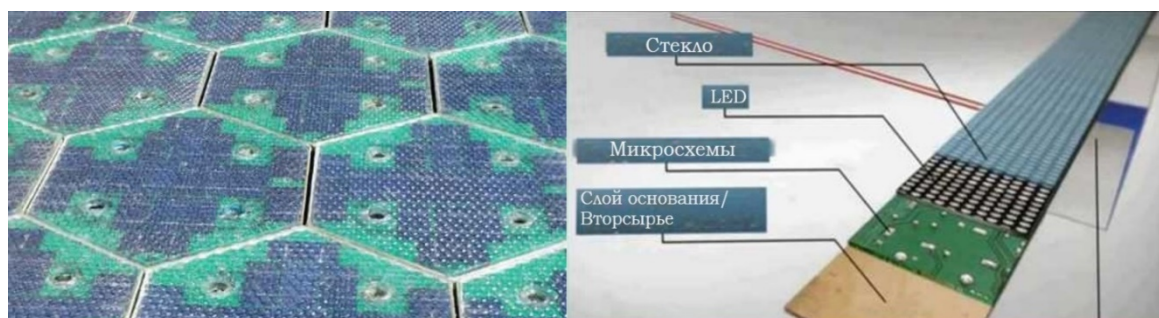 Стекло
LED
Микросхемы
Слой основания/
Вторсырье